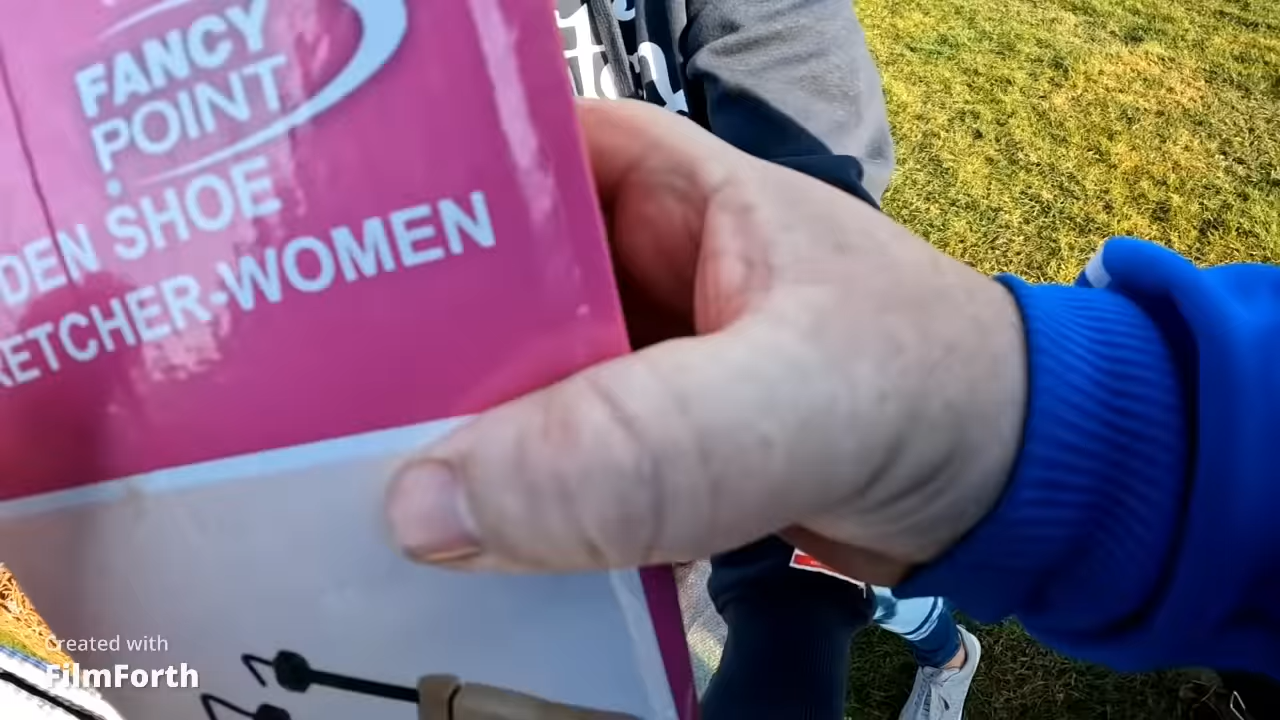 FANCY
POINT
DEN SHOE
RETCHER-WOMEN
Created with
FilmForth